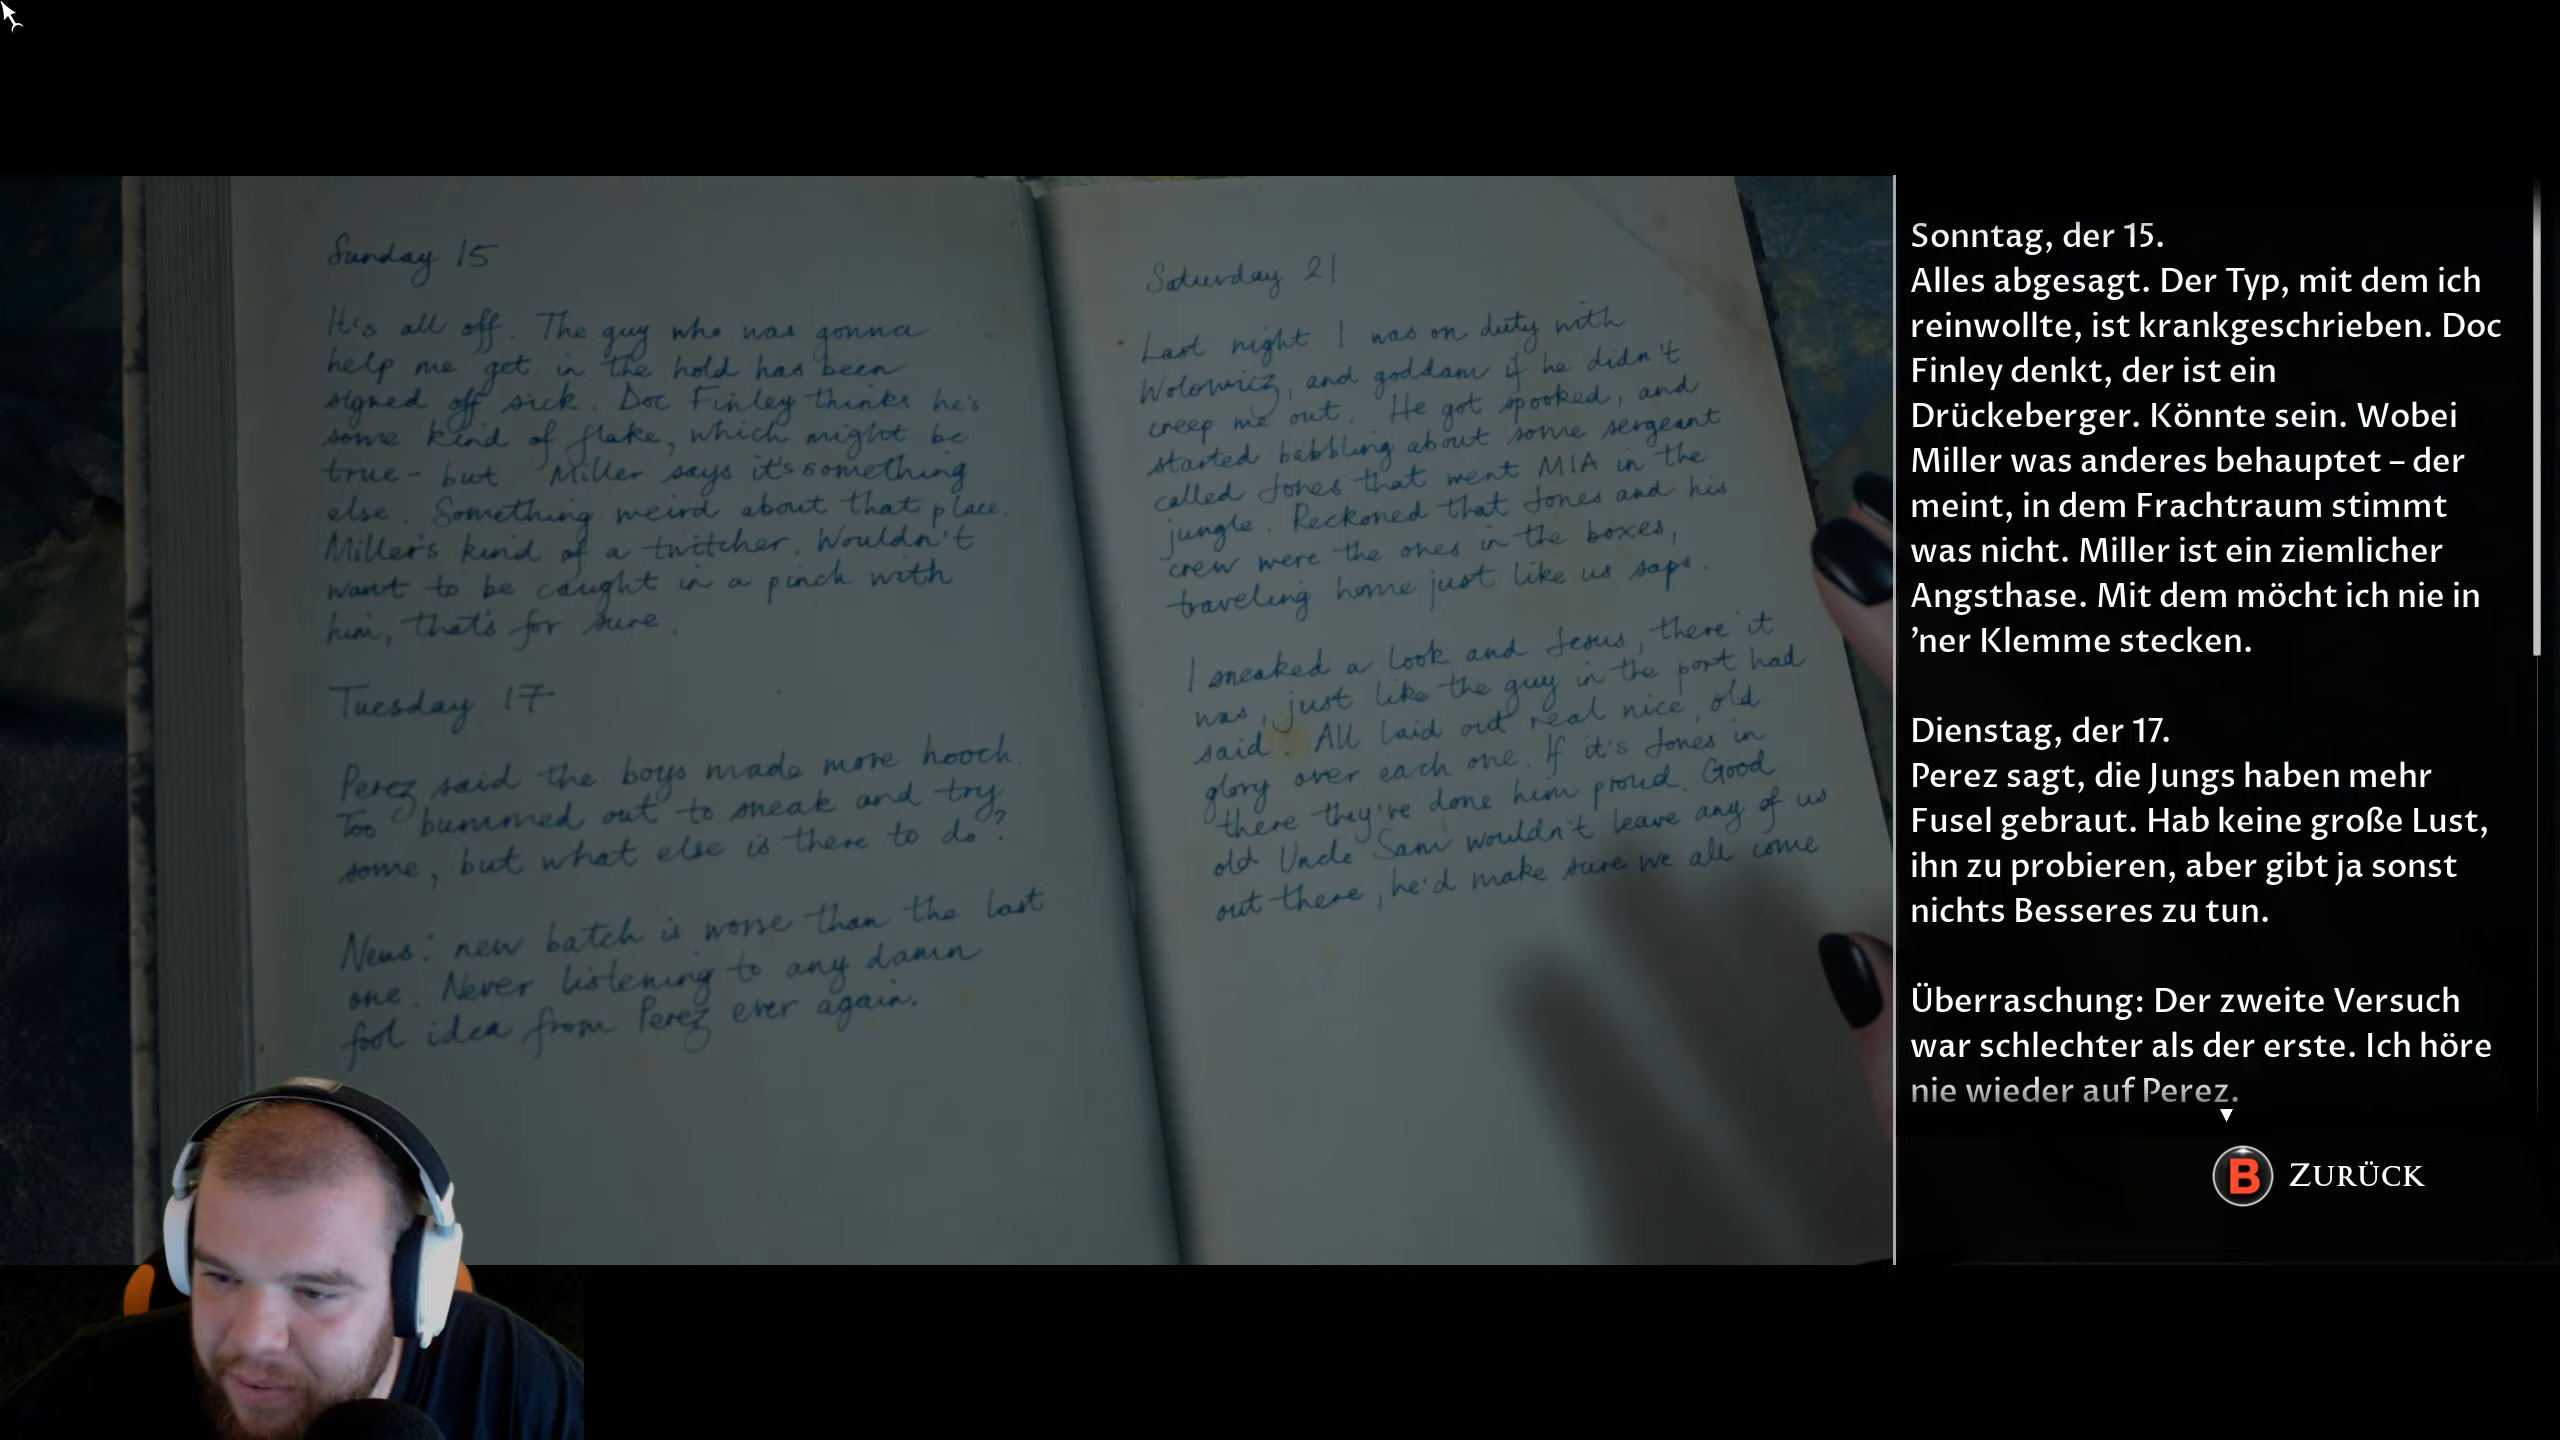 Sunday 15
It's all off. The guy who was gonna
help me get in the hold has been
signed off sick. Doc Finley thinks he's
some kind of flake, which might be
true - but Miller says it's something
else. Something weird about that place.
Miller's kind of a twitcher. Wouldn't
want to be caught in a pinch with
him, that's for sure.
Tuesday 17
Perez said the boys made more hooch.
Too bummed out to sneak and try
some, but what else is there to do?
News: new batch is worse than the last
one. Never listening to any damn
fool idea from Perez ever again.
Saturday 21
Last night I was on duty with
Wolowicz, and goddam if he didn't
creep me out. He got spooked, and
started babbling about some sergeant
called Jones that went MIA in the
jungle. Reckoned that Jones and his
crew were the ones in the boxes,
traveling home just like us saps.
I sneaked a look and Jesus, there it
was, just like the guy in the port had
said. All laid out real nice, old
glory over each one. If it's Jones in
there they've done him proud. Good
old Uncle Sam wouldn't leave any of us
out there, he'd make sure we all come
Sonntag, der 15.
Alles abgesagt. Der Typ, mit dem ich
reinwollte, ist krankgeschrieben. Doc
Finley denkt, der ist ein
Drückeberger. Könnte sein. Wobei
Miller was anderes behauptet – der
meint, in dem Frachtraum stimmt
was nicht. Miller ist ein ziemlicher
Angsthase. Mit dem möcht ich nie in
’ner Klemme stecken.
Dienstag, der 17.
Perez sagt, die Jungs haben mehr
Fusel gebraut. Hab keine große Lust,
ihn zu probieren, aber gibt ja sonst
nichts Besseres zu tun.
Überraschung: Der zweite Versuch
war schlechter als der erste. Ich höre
nie wieder auf Perez.
B ZURÜCK